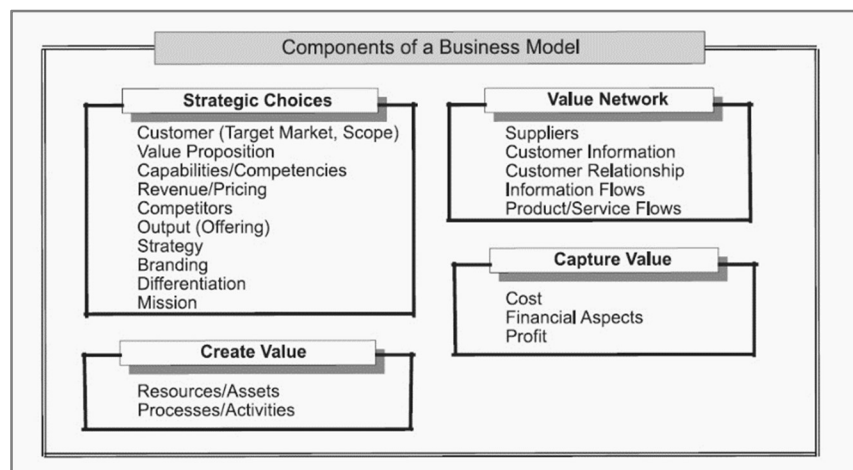 Components of a Business Model
Strategic Choices
Customer (Target Market, Scope)
Value Proposition
Capabilities/Competencies
Revenue/Pricing
Competitors
Output (Offering)
Strategy
Branding
Differentiation
Mission
Create Value
Resources/Assets
Processes/Activities
Value Network
Suppliers
Customer Information
Customer Relationship
Information Flows
Product/Service Flows
Capture Value
Cost
Financial Aspects
Profit